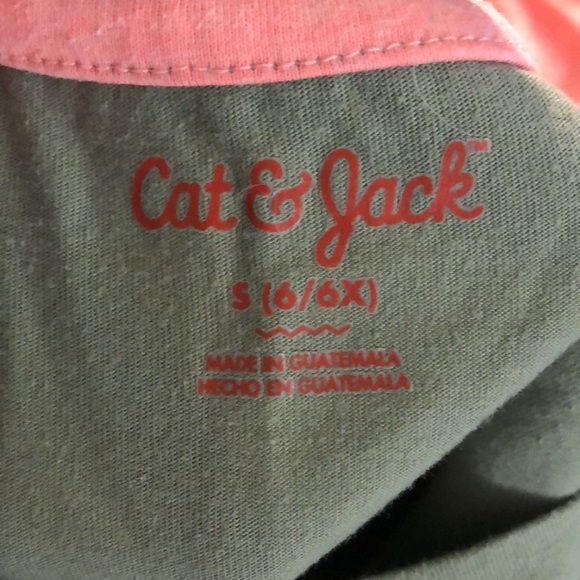 Cat & Jack™
S (6/6X)
MADE IN GUATEMALA
HECHO EN GUATEMALA